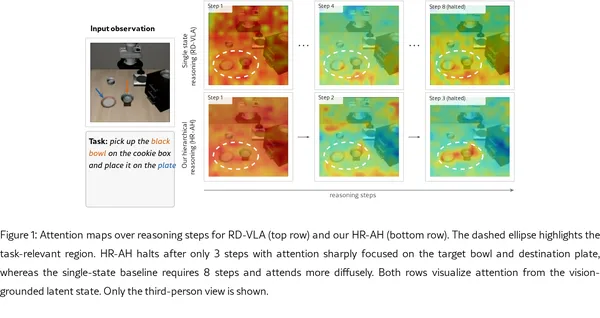 Input observation
Task: pick up the black
bowl on the cookie box
and place it on the plate
Single state
reasoning (RD-VLA)
Step 1
...
Step 4
...
Step 8 (halted)
Our hierarchical
reasoning (HR-AH)
Step 1
Step 2
Step 3 (halted)
reasoning steps
Figure 1: Attention maps over reasoning steps for RD-VLA (top row) and our HR-AH (bottom row). The dashed ellipse highlights the
task-relevant region. HR-AH halts after only 3 steps with attention sharply focused on the target bowl and destination plate,
whereas the single-state baseline requires 8 steps and attends more diffusely. Both rows visualize attention from the vision-
grounded latent state. Only the third-person view is shown.